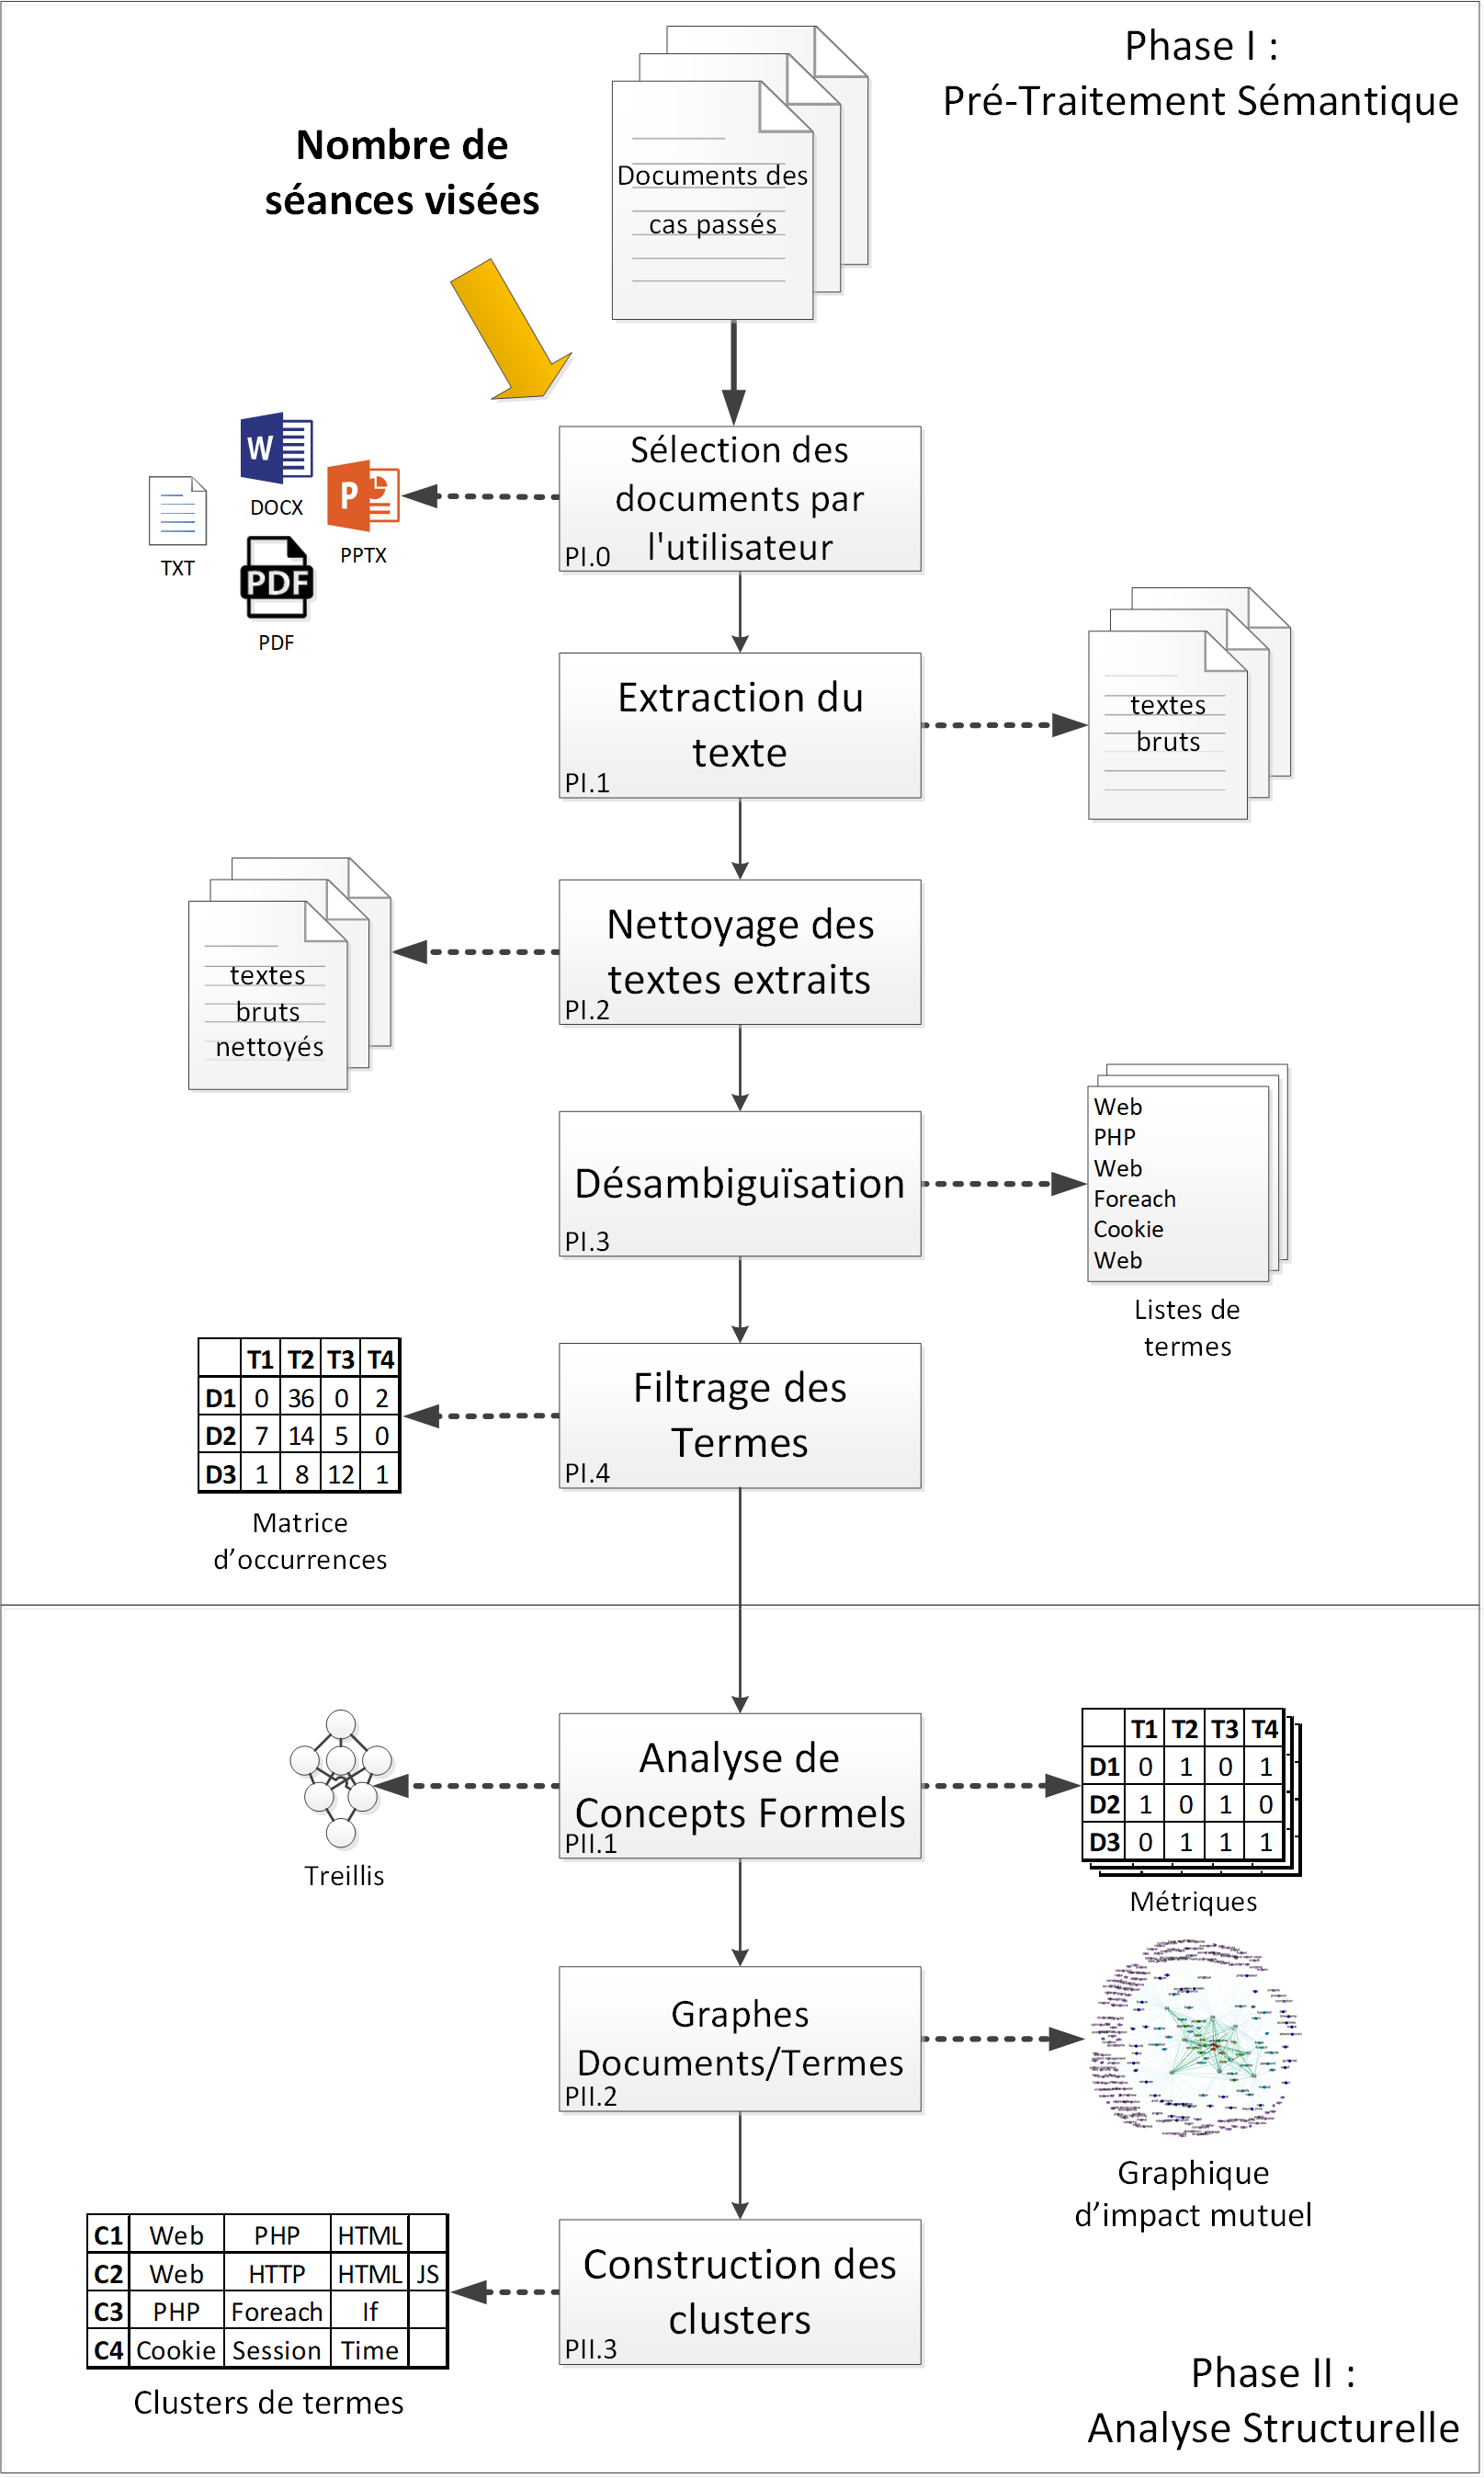 Phase I :
Pré-Traitement Sémantique
Nombre de
séances visées
Documents des
cas passés
Sélection des
documents par
l'utilisateur
PI.0
W
DOCX
P
PPTX
TXT
PDF
PDF
Extraction du
texte
PI.1
textes
bruts
Nettoyage des
textes extraits
PI.2
textes
bruts
nettoyés
Désambiguïsation
PI.3
Web
PHP
Web
Foreach
Cookie
Web
Listes de
termes
Filtrage des
Termes
PI.4
T1 T2 T3 T4
D1 0 36 0 2
D2 7 14 5 0
D3 1 8 12 1
Matrice
d’occurrences
Analyse de
Concepts Formels
PII.1
Treillis
T1 T2 T3 T4
D1 0 1 0 1
D2 1 0 1 0
D3 0 1 1 1
Métriques
Graphes
Documents/Termes
PII.2
Graphique
d’impact mutuel
Construction des
clusters
PII.3
C1 Web PHP HTML
C2 Web HTTP HTML JS
C3 PHP Foreach If
C4 Cookie Session Time
Clusters de termes
Phase II :
Analyse Structurelle